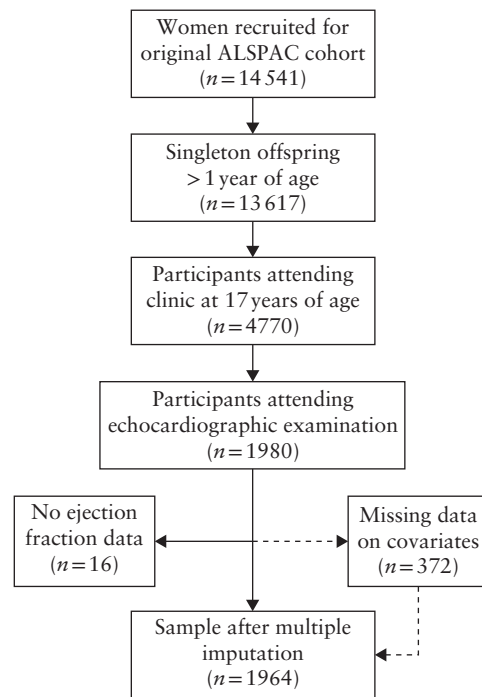 Women recruited for
original ALSPAC cohort
(n=14 541)
Singleton offspring
>1 year of age
(n=13 617)
Participants attending
clinic at 17 years of age
(n=4770)
Participants attending
echocardiographic examination
(n=1980)
No ejection
fraction data
(n=16)
Missing data
on covariates
(n=372)
Sample after multiple
imputation
(n=1964)